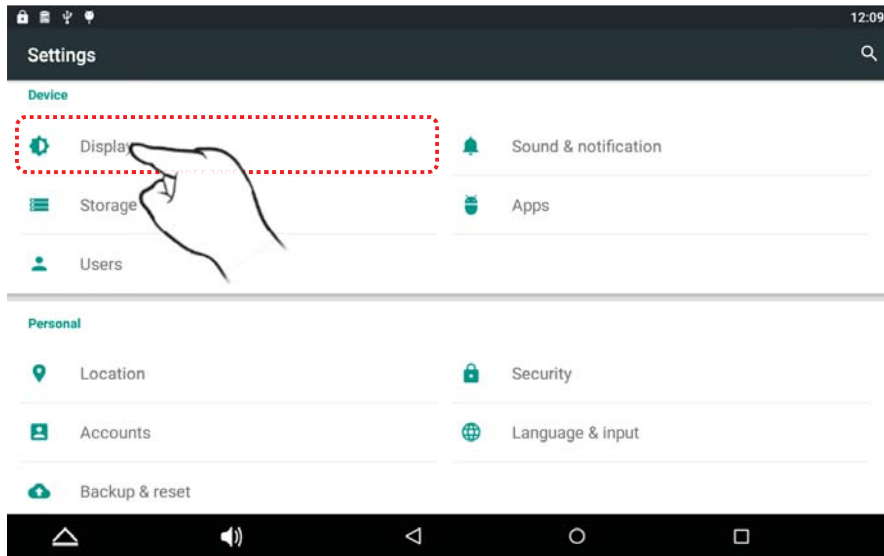 12:09
Settings
Device
Display
Sound & notification
Storage
Apps
Users
Personal
Location
Security
Accounts
Language & input
Backup & reset